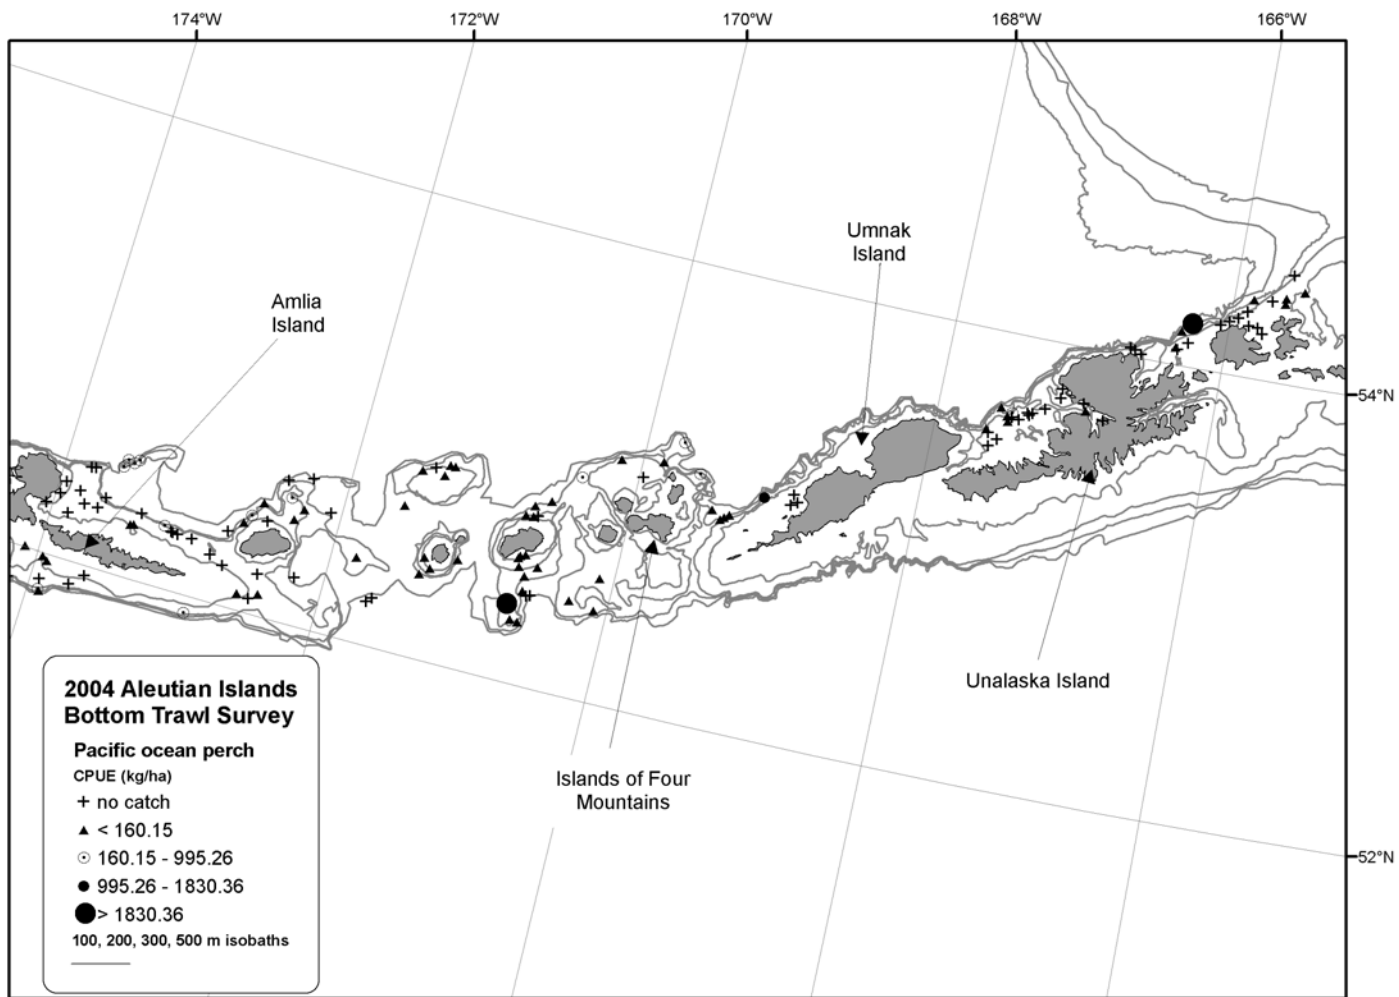 174°W
172°W
170°W
168°W
166°W
Umnak
Island
Amlia
Island
54°N
Unalaska Island
Islands of Four
Mountains
52°N
2004 Aleutian Islands
Bottom Trawl Survey
Pacific ocean perch
CPUE (kg/ha)
no catch
< 160.15
160.15 - 995.26
995.26 - 1830.36
> 1830.36
100, 200, 300, 500 m isobaths